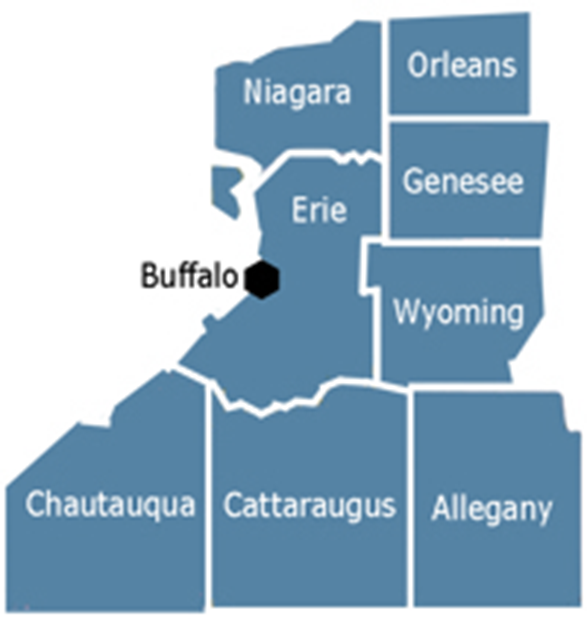 Orleans
Niagara
Genesee
Erie
Buffalo
Wyoming
Chautauqua
Cattaraugus
Allegany